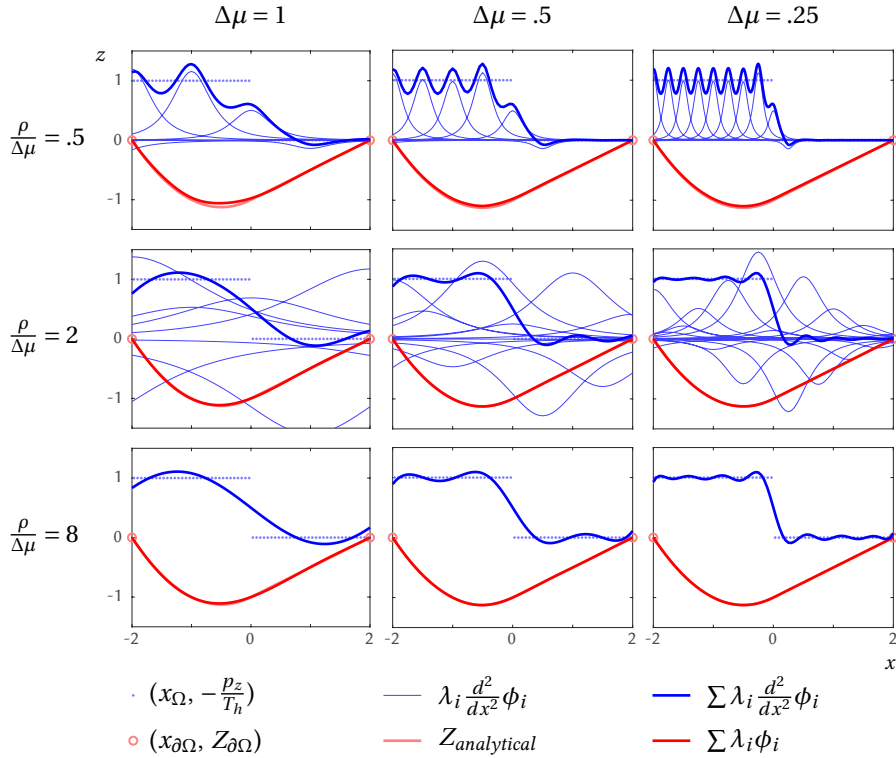 Δμ = 1 Δμ = .5 Δμ = .25
z
1
0
-1
ρ/Δμ = .5
1
0
-1
ρ/Δμ = 2
1
0
-1
ρ/Δμ = 8
-2 0 2 -2 0 2 -2 0 2
x
(x_Ω, −p_z/T_h) λ_i d²/dx² ϕ_i ∑ λ_i d²/dx² ϕ_i
(x_∂Ω, Z_∂Ω) Z_analytical ∑ λ_i ϕ_i